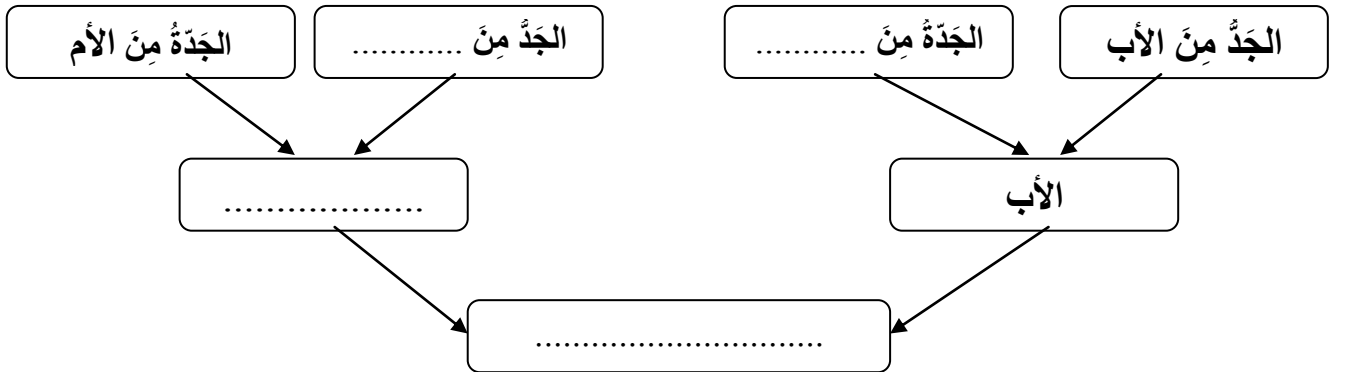 الجَدُّ مِنَ الأب
الجَدّةُ مِنَ ............
الجَدُّ مِنَ ............
الجَدّةُ مِنَ الأم
الأب
...................
...............................